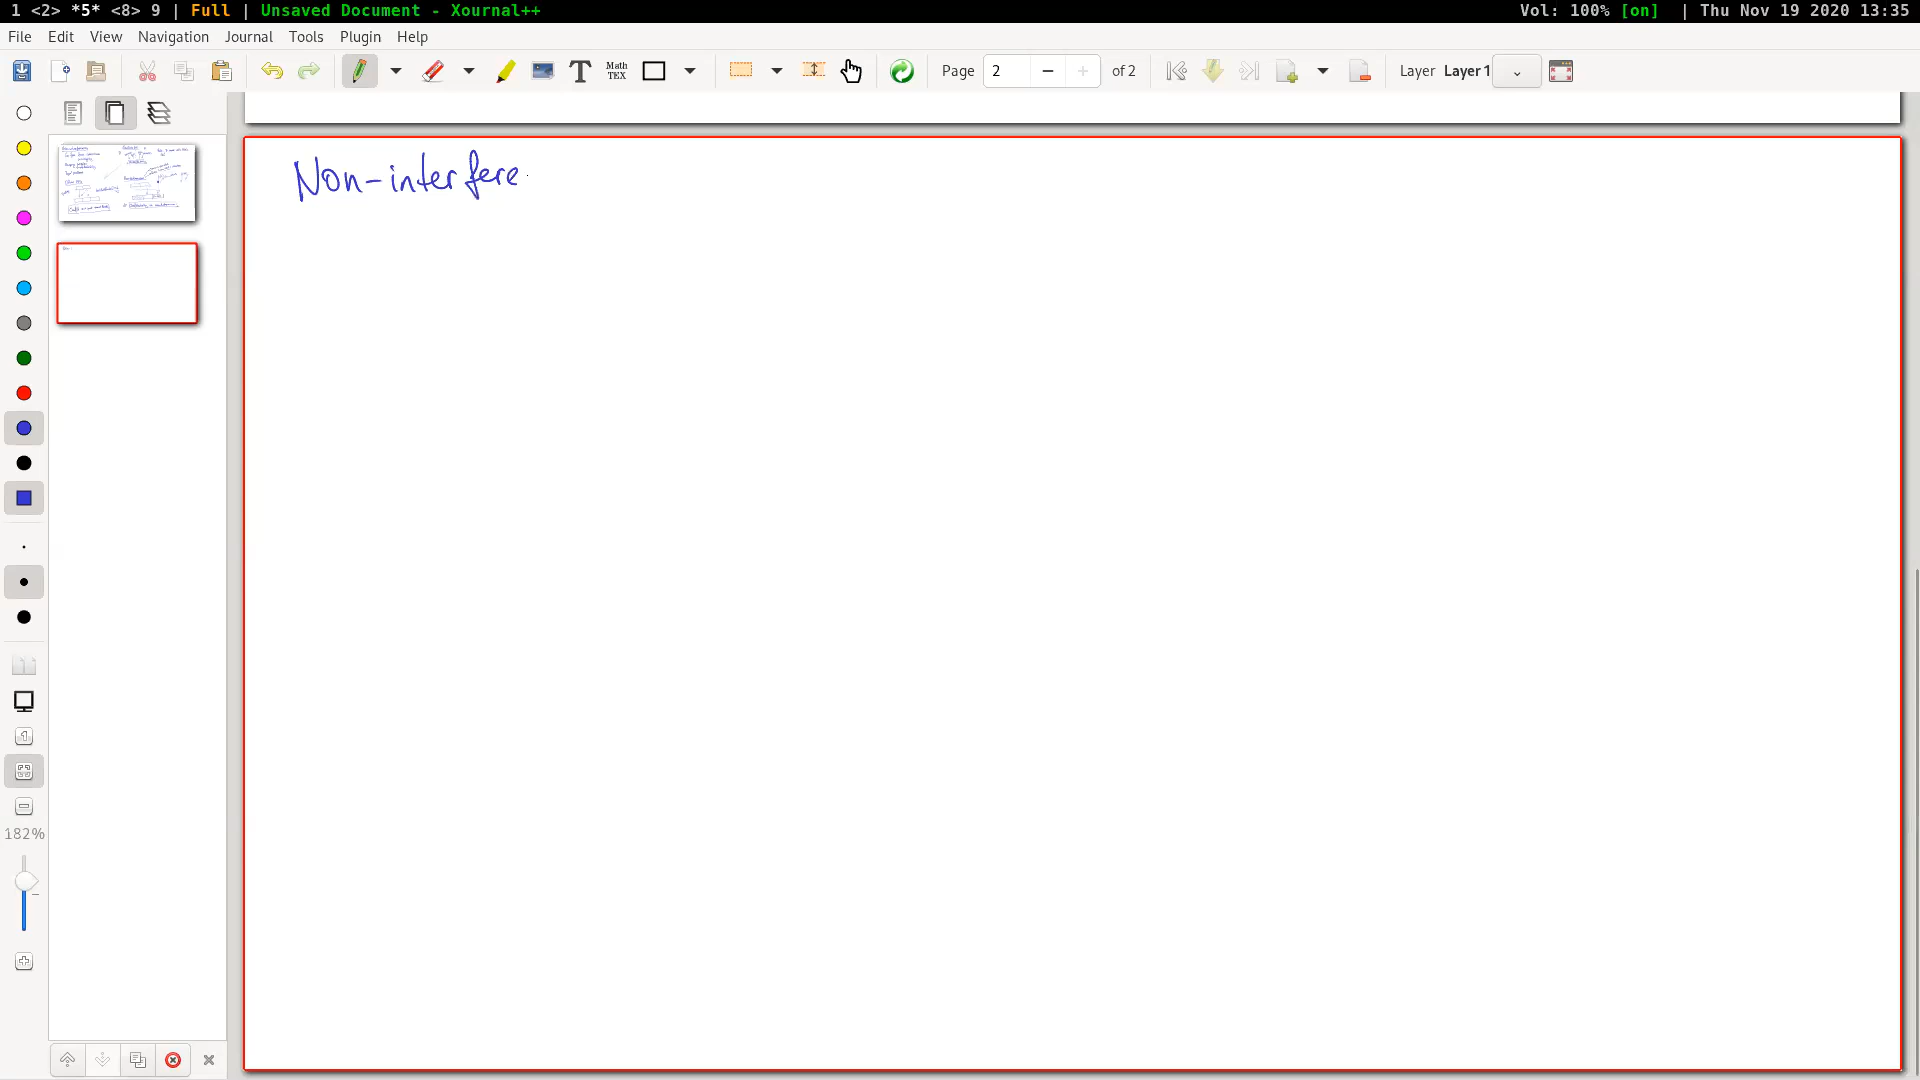 1 <2> *5* <8> 9 | Full | Unsaved Document - Xournal++
Vol: 100% [on] | Thu Nov 19 2020 13:35
File Edit View Navigation Journal Tools Plugin Help
Math
TEX
Page 2 of 2 Layer Layer 1
Non-interfere
182%